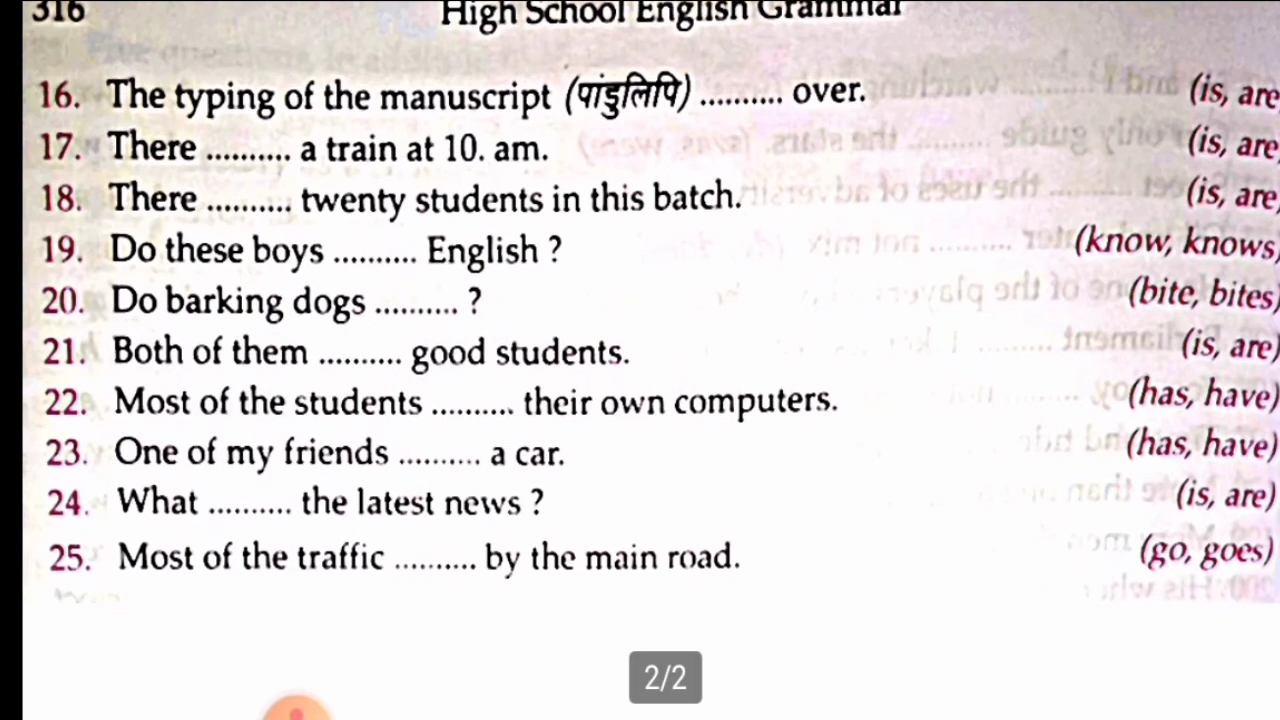 316 High School English Grammar
16. The typing of the manuscript (पांडुलिपि) .......... over. (is, are
17. There .......... a train at 10. am. (is, are
18. There .......... twenty students in this batch. (is, are
19. Do these boys .......... English ? (know, knows)
20. Do barking dogs .......... ? (bite, bites)
21. Both of them .......... good students. (is, are)
22. Most of the students .......... their own computers. (has, have)
23. One of my friends .......... a car. (has, have)
24. What .......... the latest news ? (is, are)
25. Most of the traffic .......... by the main road. (go, goes)
2/2